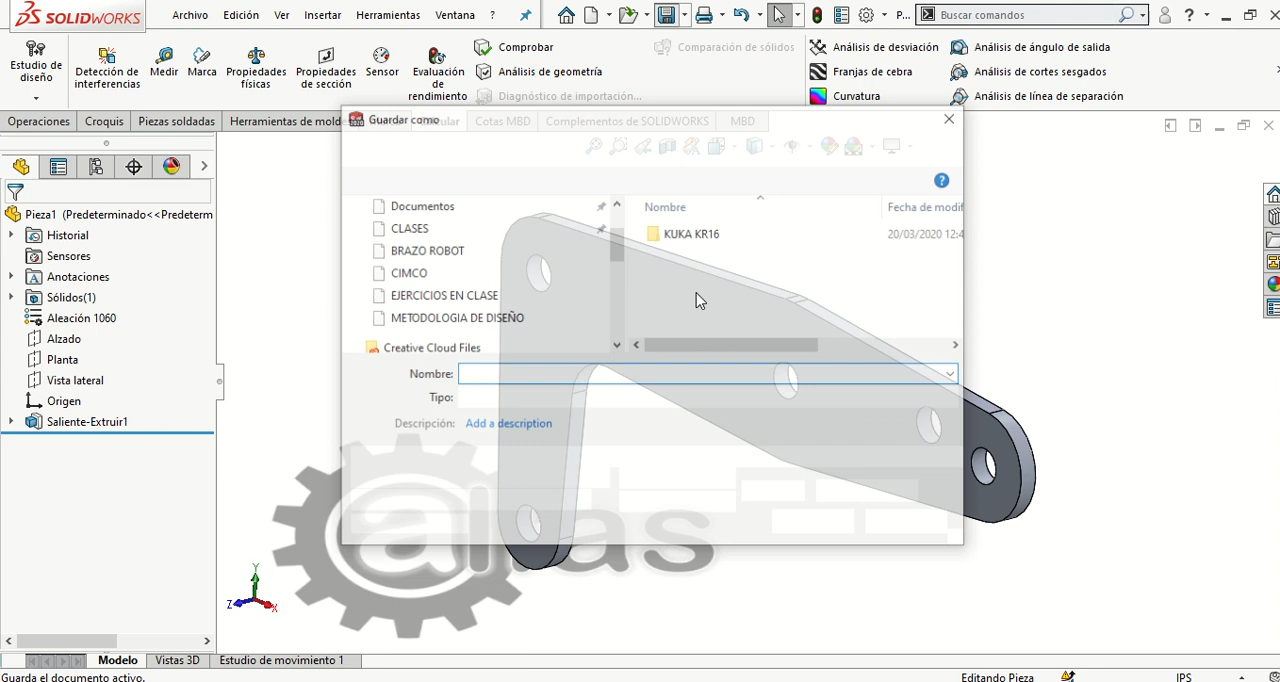 SOLIDWORKS
Archivo Edición Ver Insertar Herramientas Ventana ?
P...
Buscar comandos
?
Estudio de diseño
Detección de interferencias
Medir
Marca
Propiedades físicas
Propiedades de sección
Sensor
Evaluación de rendimiento
Comprobar
Análisis de geometría
Diagnóstico de importación...
Comparación de sólidos
Análisis de desviación
Franjas de cebra
Curvatura
Análisis de ángulo de salida
Análisis de cortes sesgados
Análisis de línea de separación
Operaciones Croquis Piezas soldadas Herramientas de molde
Cotas MBD Complementos de SOLIDWORKS MBD
Guardar como
Documentos
CLASES
BRAZO ROBOT
CIMCO
EJERCICIOS EN CLASE
METODOLOGIA DE DISEÑO
Creative Cloud Files
Nombre Fecha de modif
KUKA KR16 20/03/2020 12:4
Nombre:
Tipo:
Descripción: Add a description
Pieza1 (Predeterminado<<Predeterm
Historial
Sensores
Anotaciones
Sólidos(1)
Aleación 1060
Alzado
Planta
Vista lateral
Origen
Saliente-Extruir1
Y
Z
X
Modelo Vistas 3D Estudio de movimiento 1
Guarda el documento activo. Editando Pieza IPS